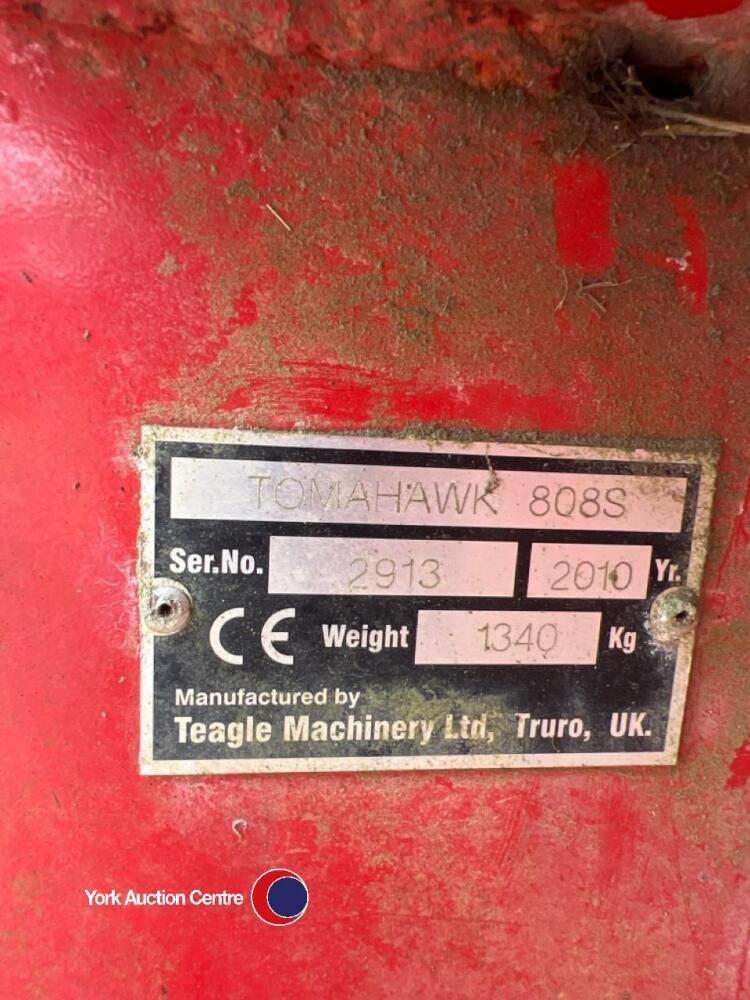 TOMAHAWK 808S
Ser.No. 2913 2010 Yr.
CE Weight 1340 Kg
Manufactured by
Teagle Machinery Ltd, Truro, UK.
York Auction Centre